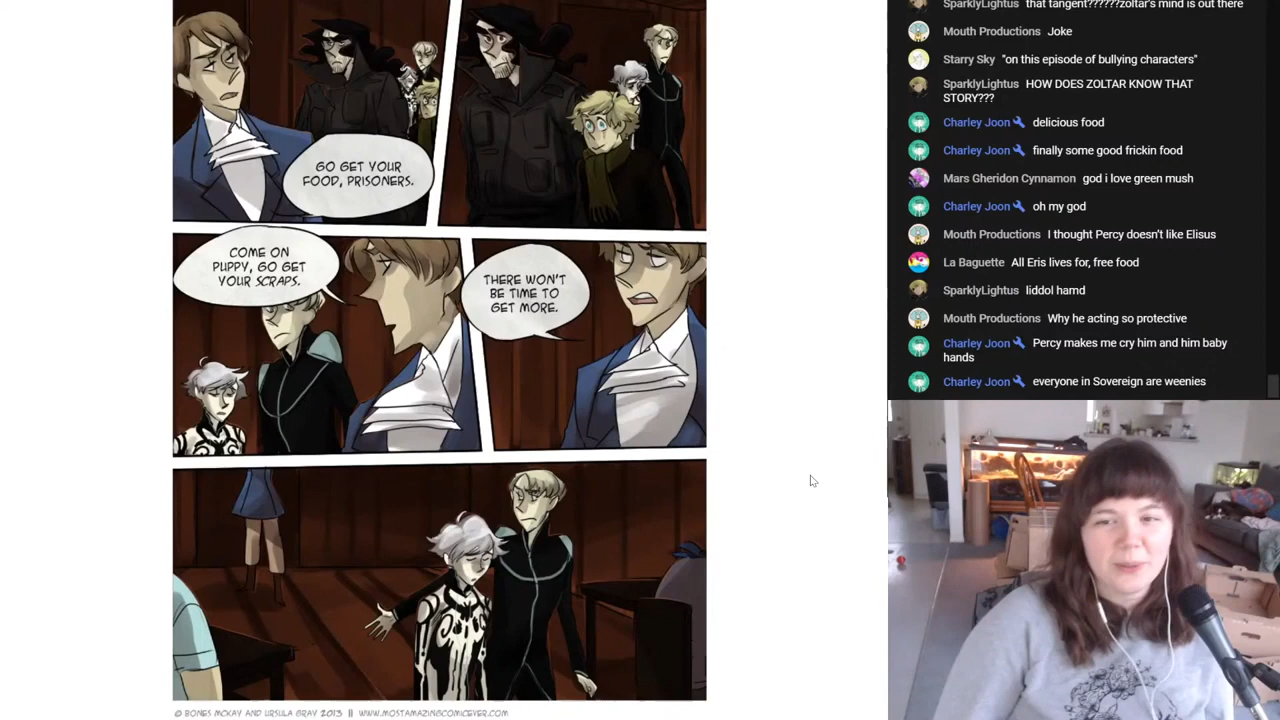 GO GET YOUR
FOOD, PRISONERS.
COME ON
PUPPY, GO GET
YOUR SCRAPS.
THERE WON'T
BE TIME TO
GET MORE.
© BONES MCKAY AND URSULA GRAY 2013 || WWW.MOSTAMAZINGCOMICEVER.COM
SparklyLightus that tangent??????zoltar's mind is out there
Mouth Productions Joke
Starry Sky "on this episode of bullying characters"
SparklyLightus HOW DOES ZOLTAR KNOW THAT
STORY???
Charley Joon delicious food
Charley Joon finally some good frickin food
Mars Gheridon Cynnamon god i love green mush
Charley Joon oh my god
Mouth Productions I thought Percy doesn't like Elisus
La Baguette All Eris lives for, free food
SparklyLightus liddol hamd
Mouth Productions Why he acting so protective
Charley Joon Percy makes me cry him and him baby
hands
Charley Joon everyone in Sovereign are weenies